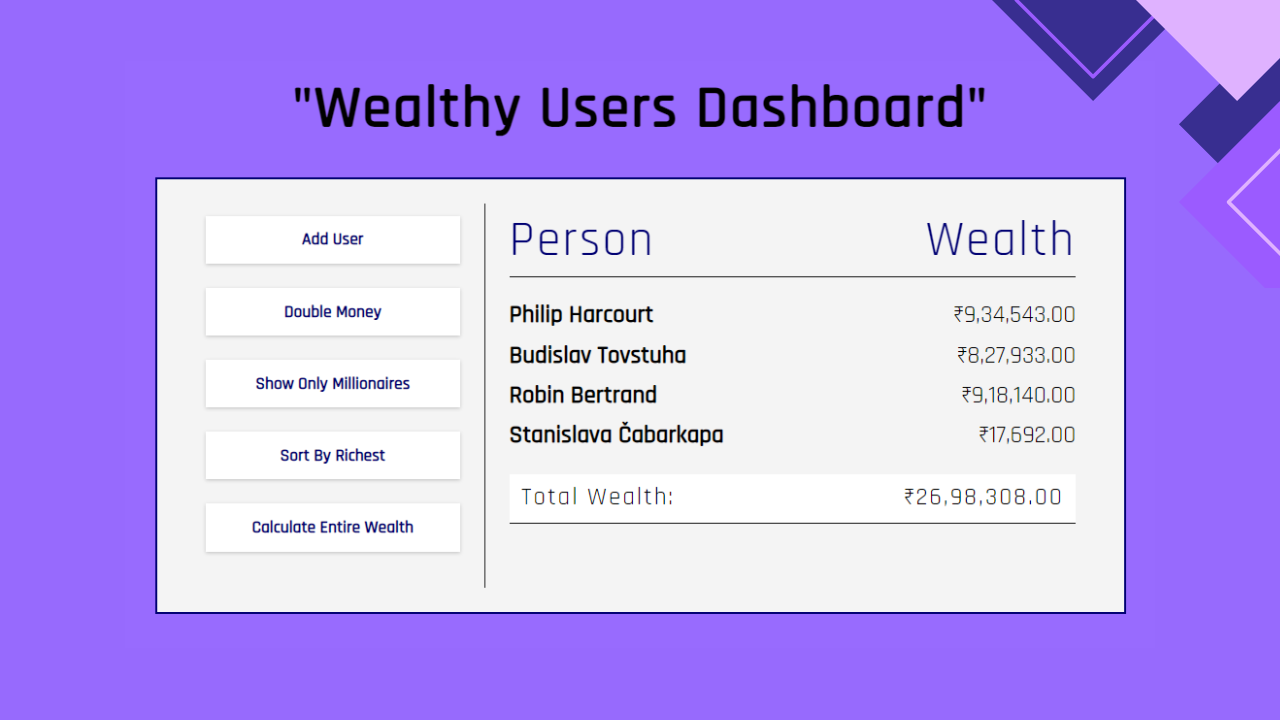 "Wealthy Users Dashboard"
Add User
Double Money
Show Only Millionaires
Sort By Richest
Calculate Entire Wealth
Person Wealth
Philip Harcourt ₹9,34,543.00
Budislav Tovstuha ₹8,27,933.00
Robin Bertrand ₹9,18,140.00
Stanislava Čabarkapa ₹17,692.00
Total Wealth: ₹26,98,308.00